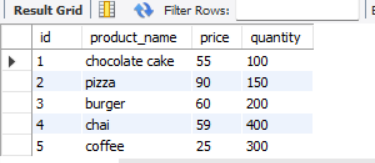 Result Grid Filter Rows:
id product_name price quantity
1 chocolate cake 55 100
2 pizza 90 150
3 burger 60 200
4 chai 59 400
5 coffee 25 300